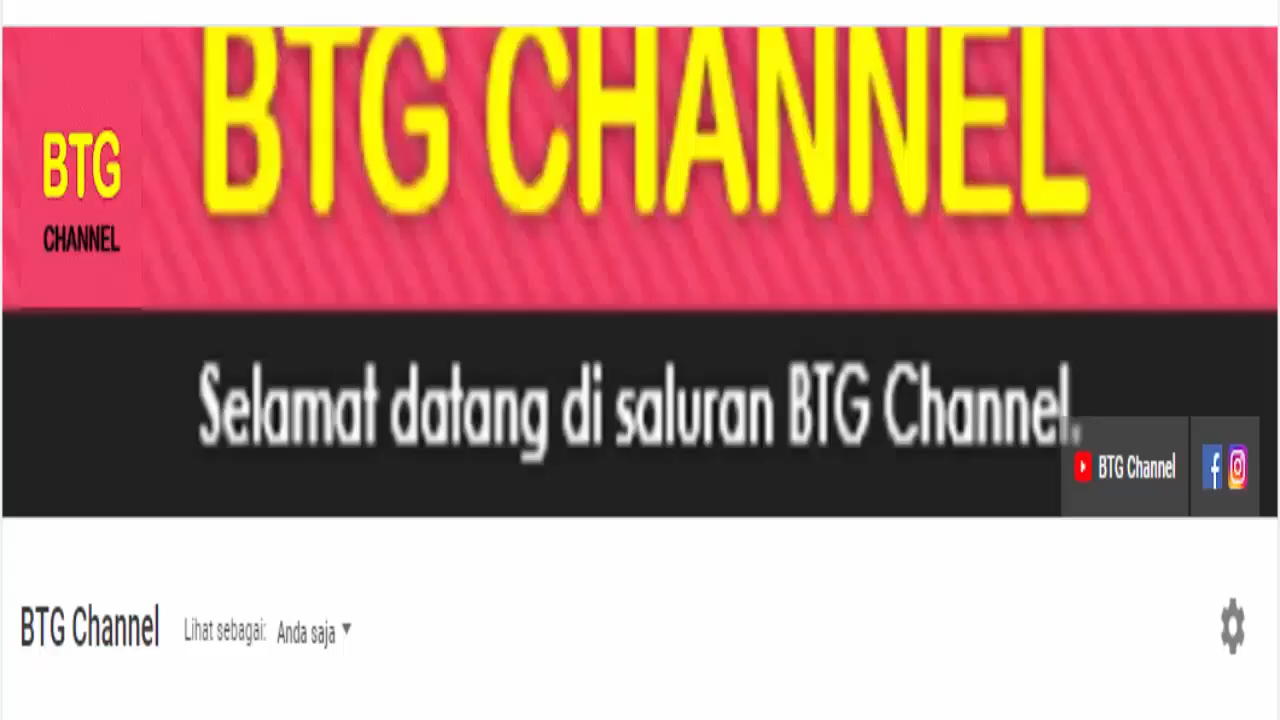 BTG CHANNEL
BTG
CHANNEL
Selamat datang di saluran BTG Channel.
BTG Channel
BTG Channel Lihat sebagai: Anda saja